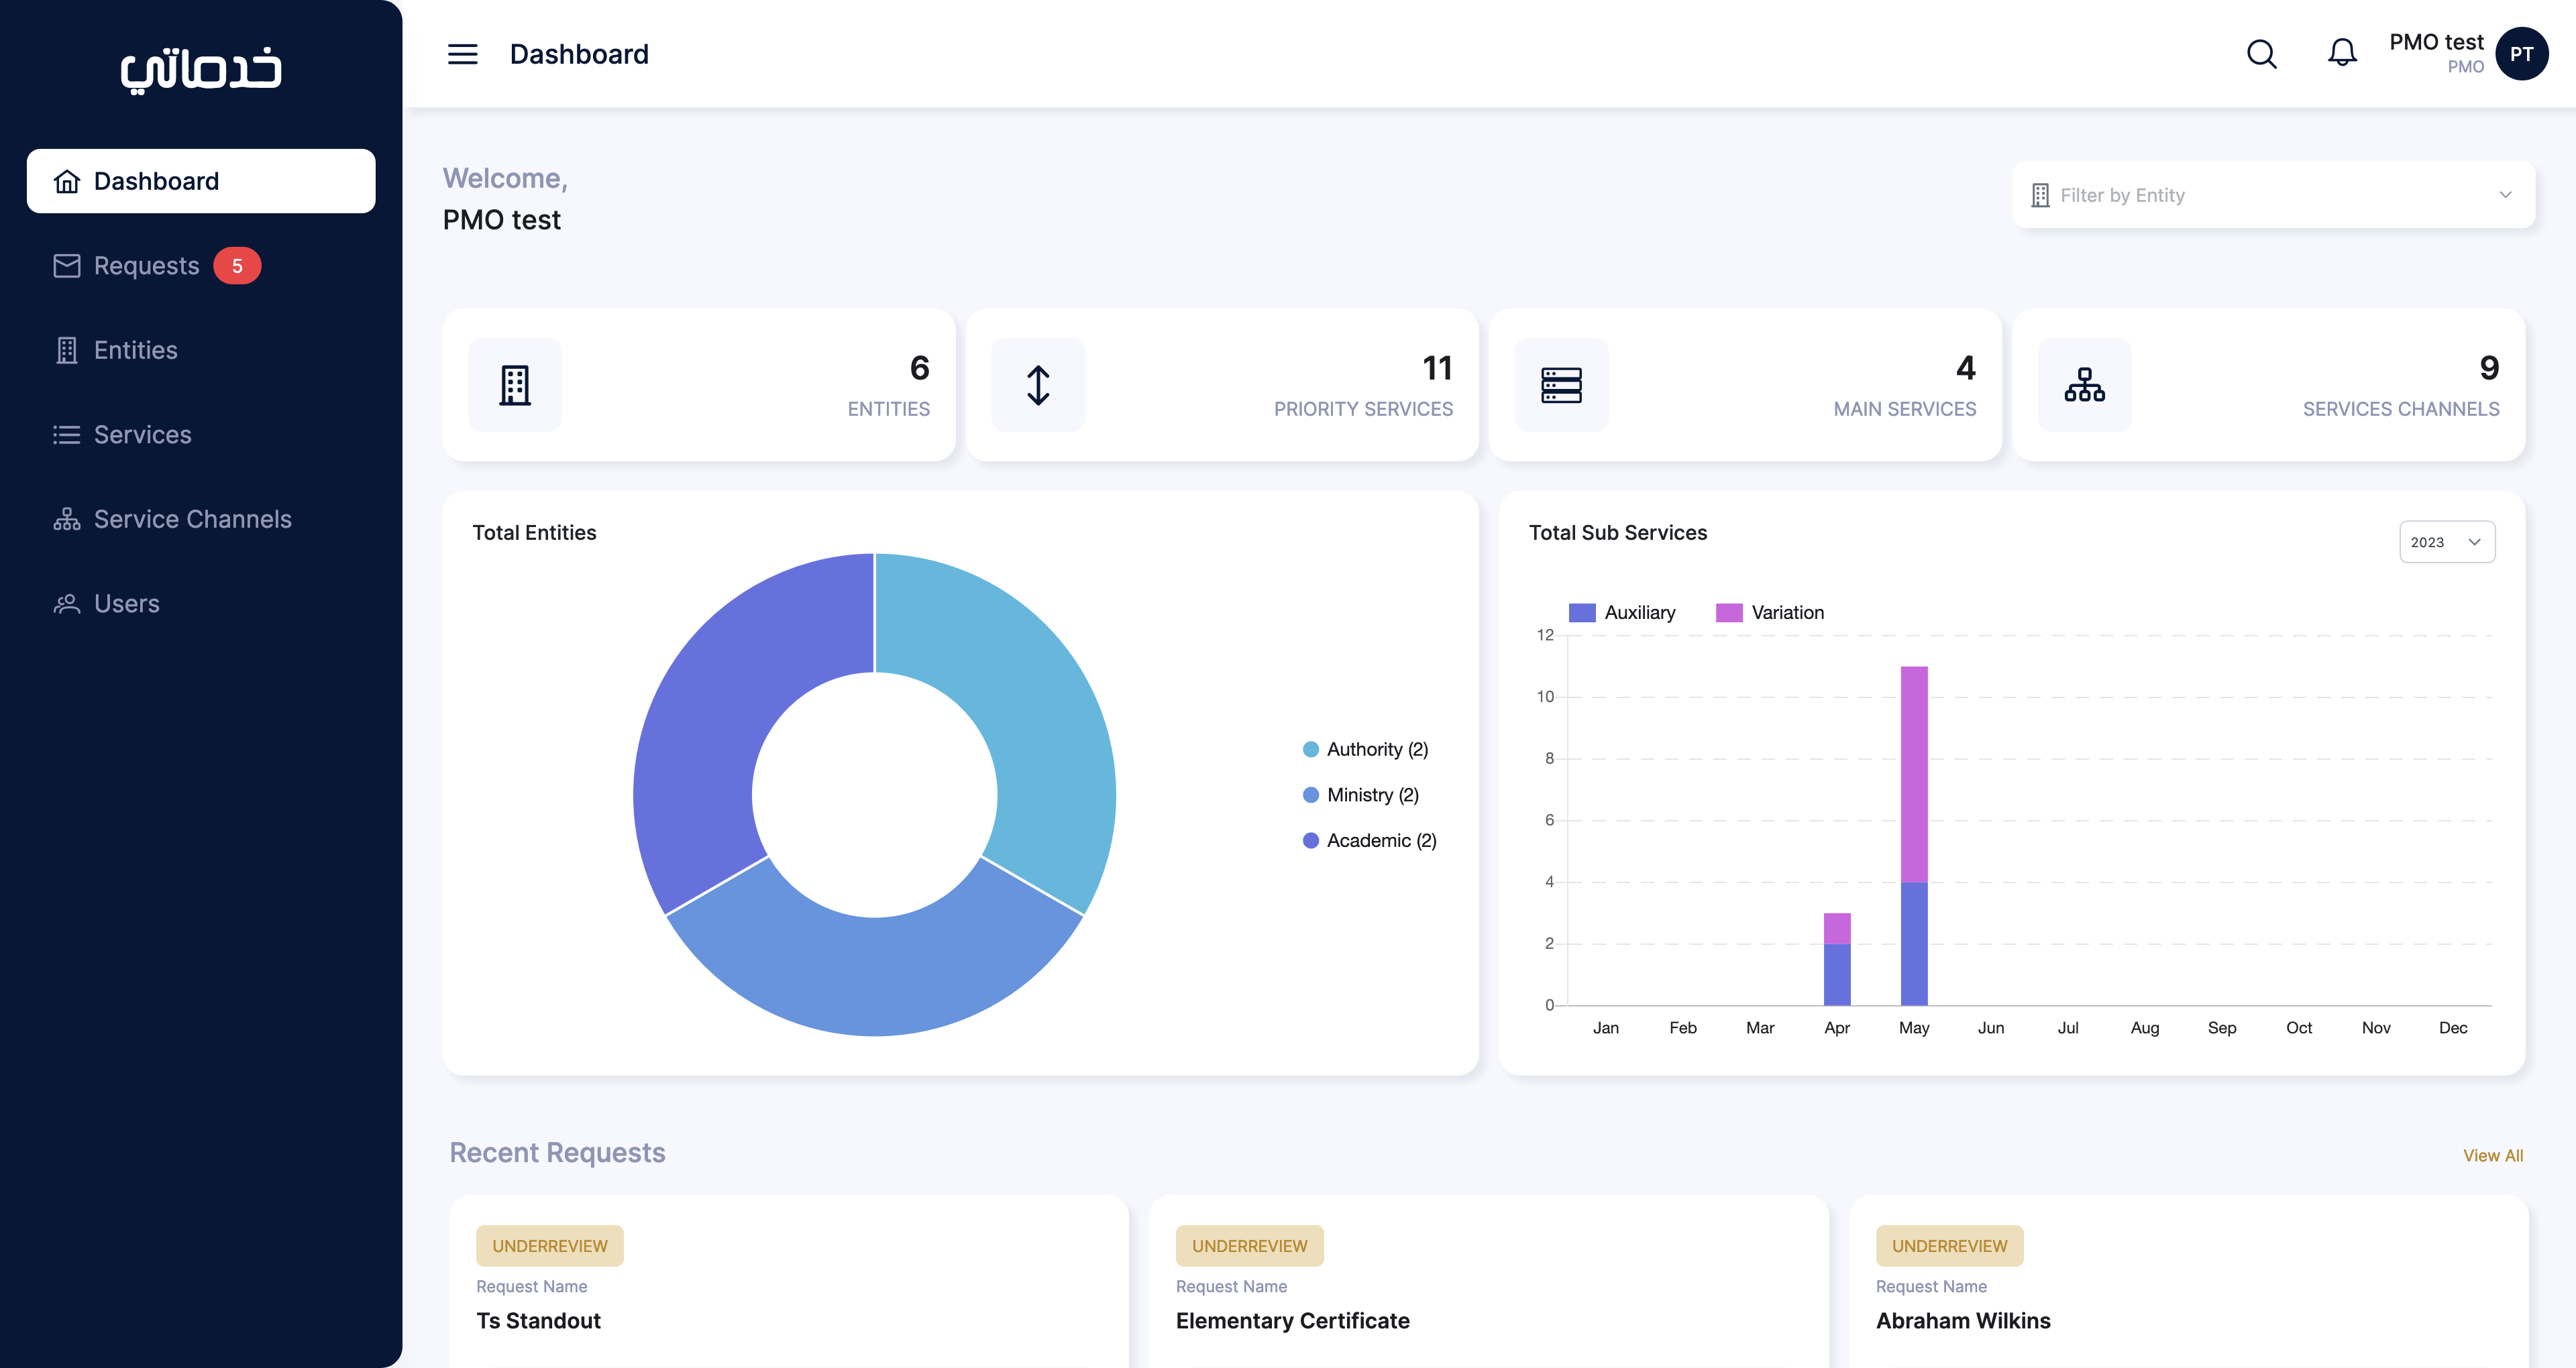 خدماتي
Dashboard
Requests 5
Entities
Services
Service Channels
Users
Dashboard
PMO test
PMO
PT
Welcome,
PMO test
Filter by Entity
6
ENTITIES
11
PRIORITY SERVICES
4
MAIN SERVICES
9
SERVICES CHANNELS
Total Entities
Authority (2)
Ministry (2)
Academic (2)
Total Sub Services
2023
Auxiliary Variation
12
10
8
6
4
2
0
Jan Feb Mar Apr May Jun Jul Aug Sep Oct Nov Dec
Recent Requests
View All
UNDERREVIEW
Request Name
Ts Standout
UNDERREVIEW
Request Name
Elementary Certificate
UNDERREVIEW
Request Name
Abraham Wilkins